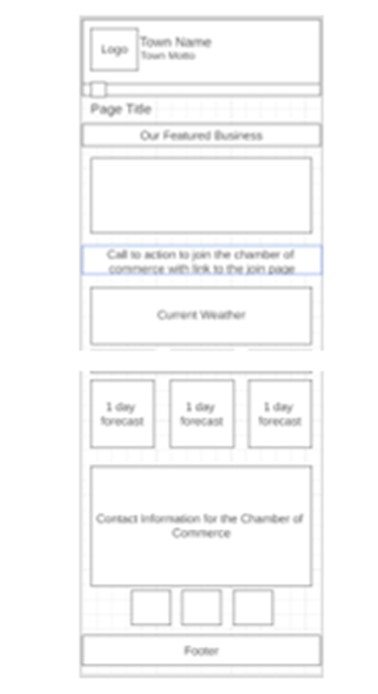 Logo
Town Name
Town Motto
Page Title
Our Featured Business
Call to action to join the chamber of
commerce with link to the join page
Current Weather
1 day
forecast
1 day
forecast
1 day
forecast
Contact Information for the Chamber of
Commerce
Footer